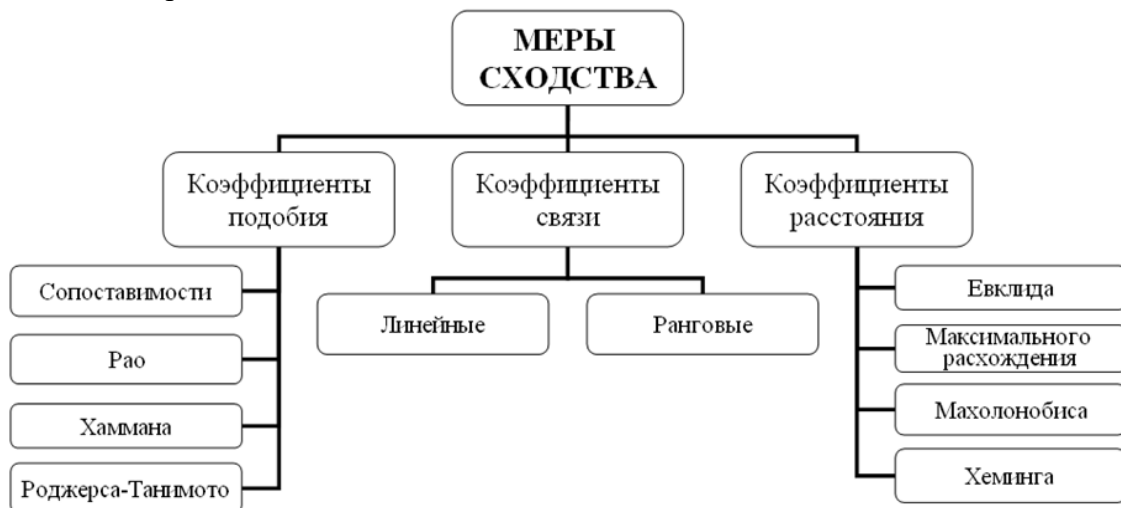 МЕРЫ
СХОДСТВА
Коэффициенты
подобия
Коэффициенты
связи
Коэффициенты
расстояния
Сопоставимости
Рао
Хаммана
Роджерса-Танимото
Линейные
Ранговые
Евклида
Максимального
расхождения
Махолонобиса
Хеминга